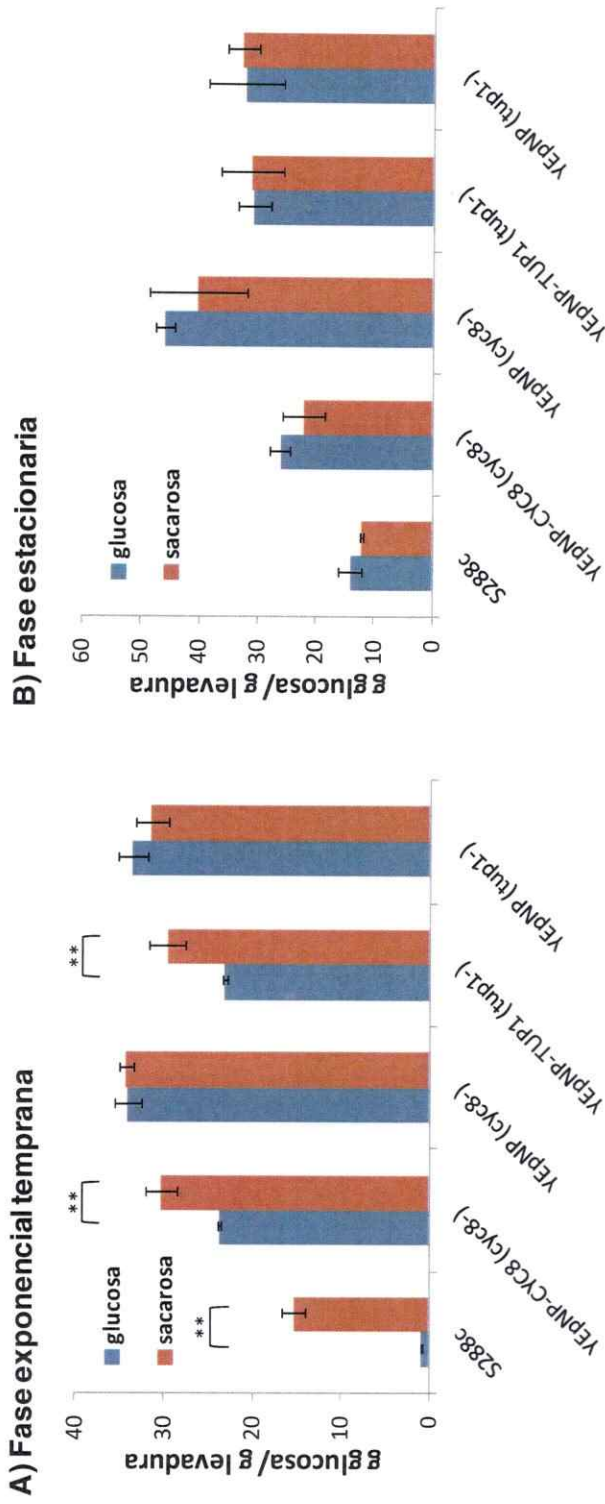 A) Fase exponencial temprana
g glucosa/g levadura
40
30
20
10
0
glucosa
sacarosa
**
**
**
S288c
YEpNP-CYC8 (cyc8-)
YEpNP (cyc8-)
YEpNP-TUP1 (tup1-)
YEpNP (tup1-)
B) Fase estacionaria
g glucosa/g levadura
60
50
40
30
20
10
0
glucosa
sacarosa
S288c
YEpNP-CYC8 (cyc8-)
YEpNP (cyc8-)
YEpNP-TUP1 (tup1-)
YEpNP (tup1-)